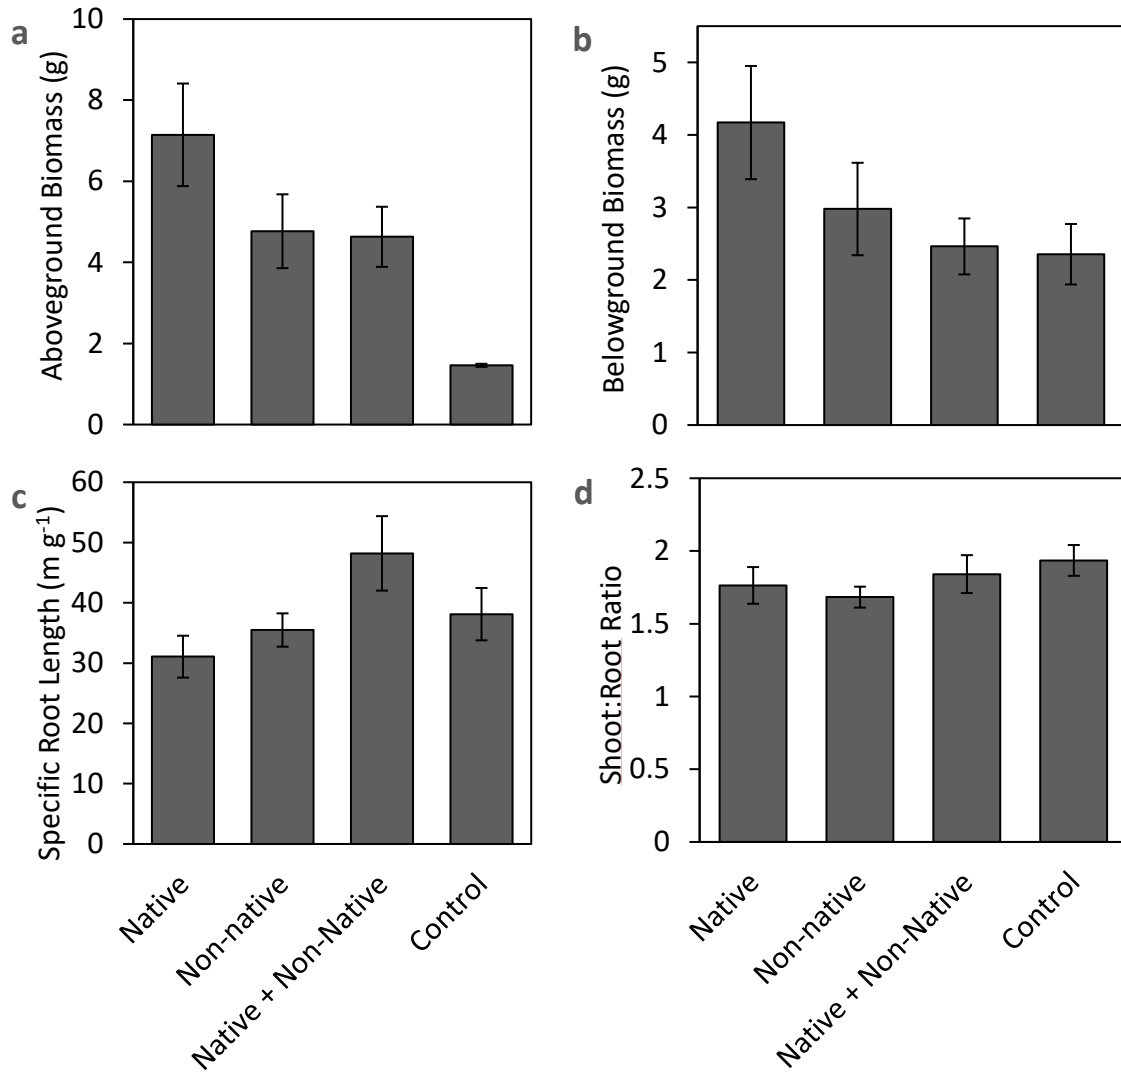 a
Aboveground Biomass (g)
10
8
6
4
2
0
b
Belowground Biomass (g)
5
4
3
2
1
0
c
Specific Root Length (m g⁻¹)
60
50
40
30
20
10
0
Native
Non-native
Native + Non-Native
Control
d
Shoot:Root Ratio
2.5
2
1.5
1
0.5
0
Native
Non-native
Native + Non-Native
Control